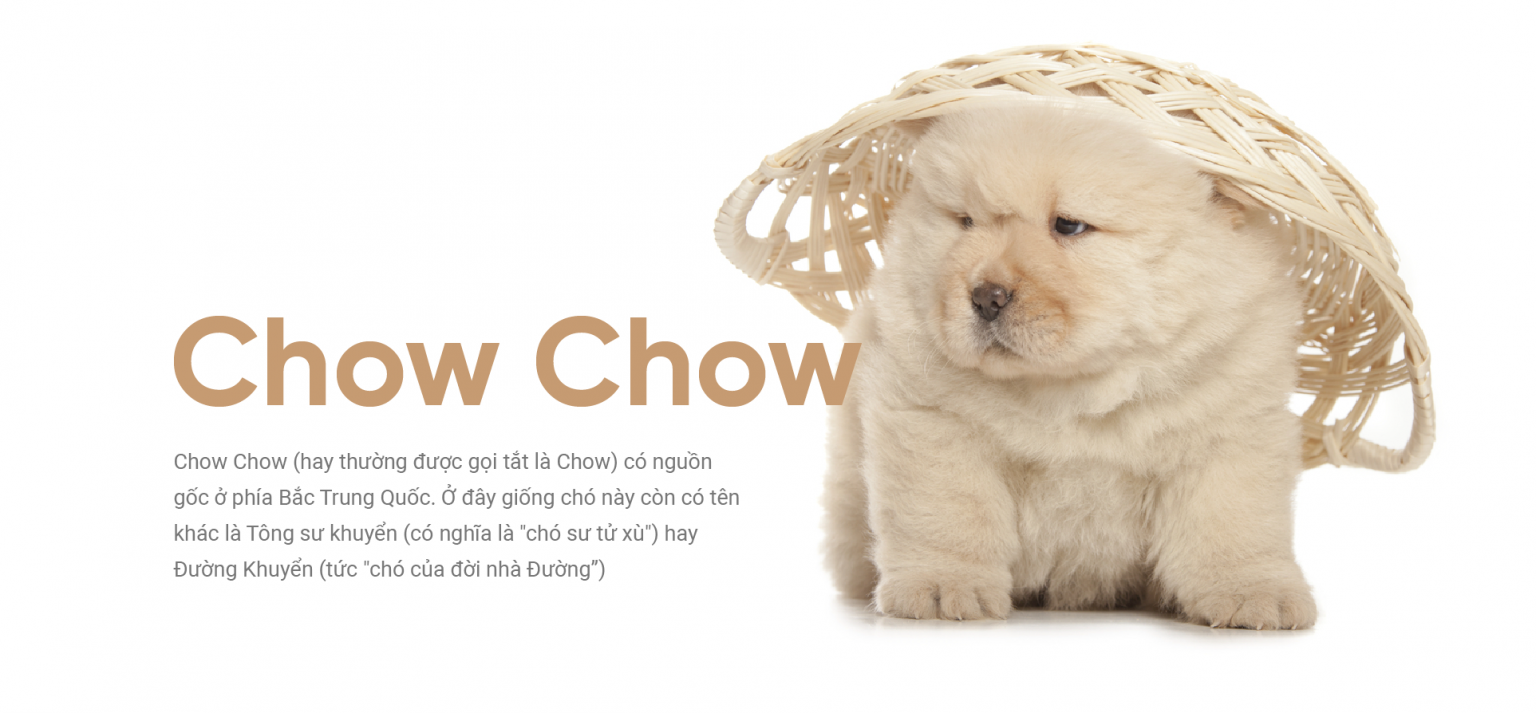 Chow Chow
Chow Chow (hay thường được gọi tắt là Chow) có nguồn
gốc ở phía Bắc Trung Quốc. Ở đây giống chó này còn có tên
khác là Tông sư khuyển (có nghĩa là "chó sư tử xù") hay
Đường Khuyển (tức "chó của đời nhà Đường”)